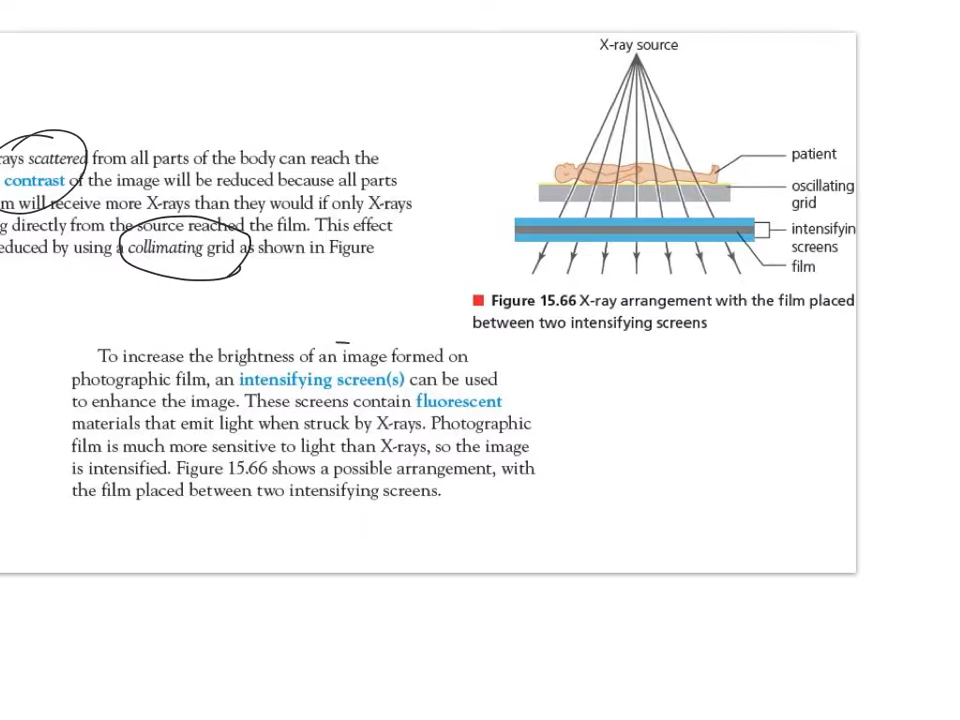 rays scattered from all parts of the body can reach the
contrast of the image will be reduced because all parts
m will receive more X-rays than they would if only X-rays
g directly from the source reached the film. This effect
educed by using a collimating grid as shown in Figure
X-ray source
patient
oscillating
grid
intensifyin
screens
film
Figure 15.66 X-ray arrangement with the film placed
between two intensifying screens
To increase the brightness of an image formed on
photographic film, an intensifying screen(s) can be used
to enhance the image. These screens contain fluorescent
materials that emit light when struck by X-rays. Photographic
film is much more sensitive to light than X-rays, so the image
is intensified. Figure 15.66 shows a possible arrangement, with
the film placed between two intensifying screens.